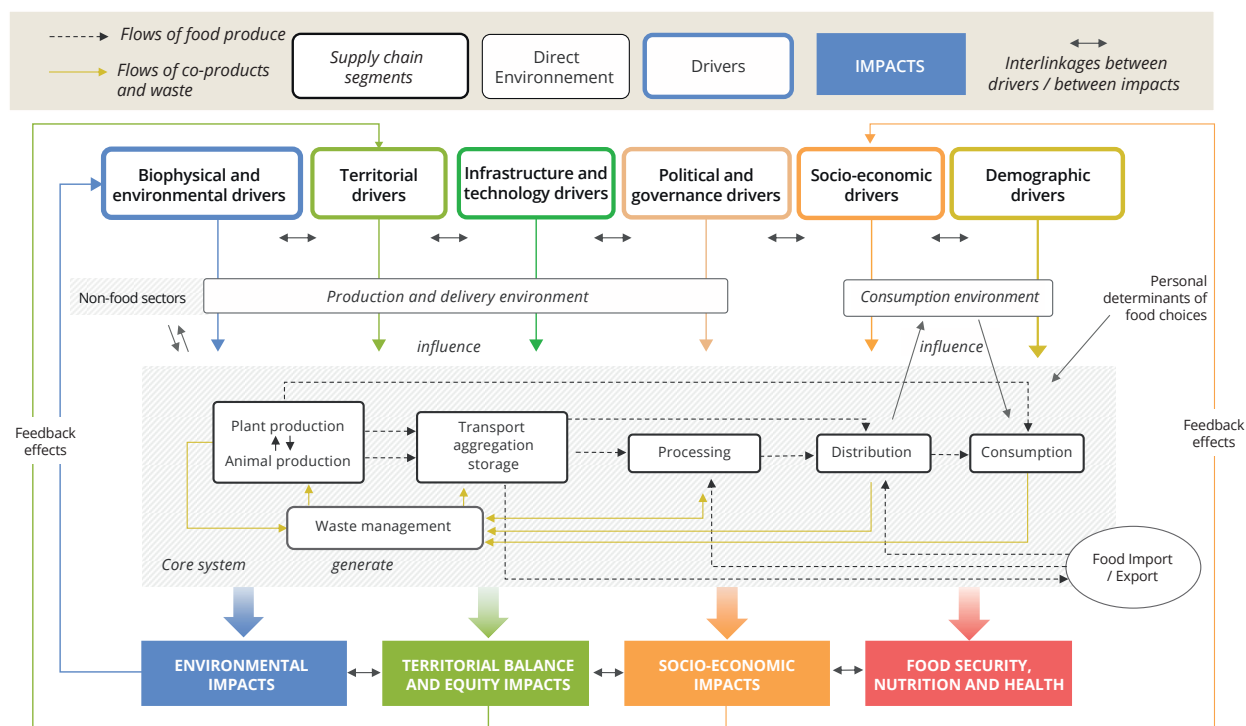 Flows of food produce
Flows of co-products
and waste
Supply chain
segments
Direct
Environnement
Drivers
IMPACTS
Interlinkages between
drivers / between impacts
Biophysical and
environmental drivers
Territorial
drivers
Infrastructure and
technology drivers
Political and
governance drivers
Socio-economic
drivers
Demographic
drivers
Non-food sectors
Production and delivery environment
Consumption environment
Personal
determinants of
food choices
influence
influence
Feedback
effects
Plant production
Animal production
Transport
aggregation
storage
Processing
Distribution
Consumption
Feedback
effects
Waste management
Core system
generate
Food Import
/ Export
ENVIRONMENTAL
IMPACTS
TERRITORIAL BALANCE
AND EQUITY IMPACTS
SOCIO-ECONOMIC
IMPACTS
FOOD SECURITY,
NUTRITION AND HEALTH